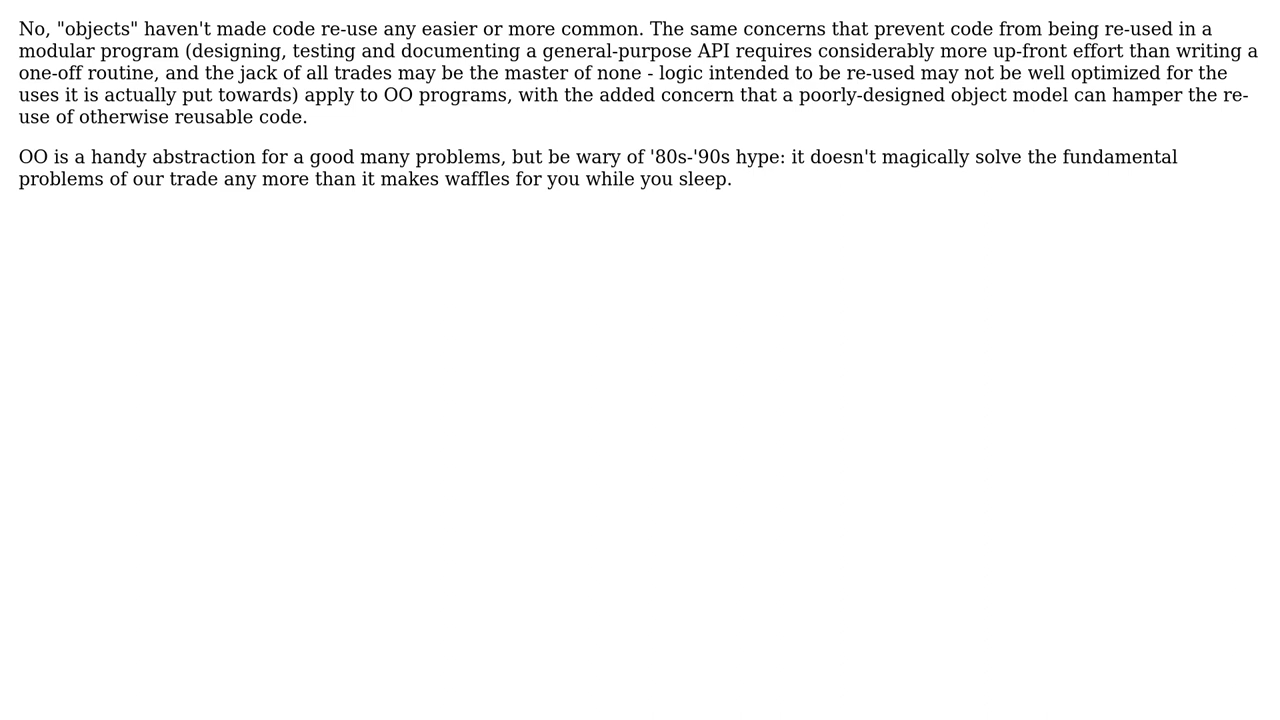 No, "objects" haven't made code re-use any easier or more common. The same concerns that prevent code from being re-used in a
modular program (designing, testing and documenting a general-purpose API requires considerably more up-front effort than writing a
one-off routine, and the jack of all trades may be the master of none - logic intended to be re-used may not be well optimized for the
uses it is actually put towards) apply to OO programs, with the added concern that a poorly-designed object model can hamper the re-
use of otherwise reusable code.
OO is a handy abstraction for a good many problems, but be wary of '80s-'90s hype: it doesn't magically solve the fundamental
problems of our trade any more than it makes waffles for you while you sleep.